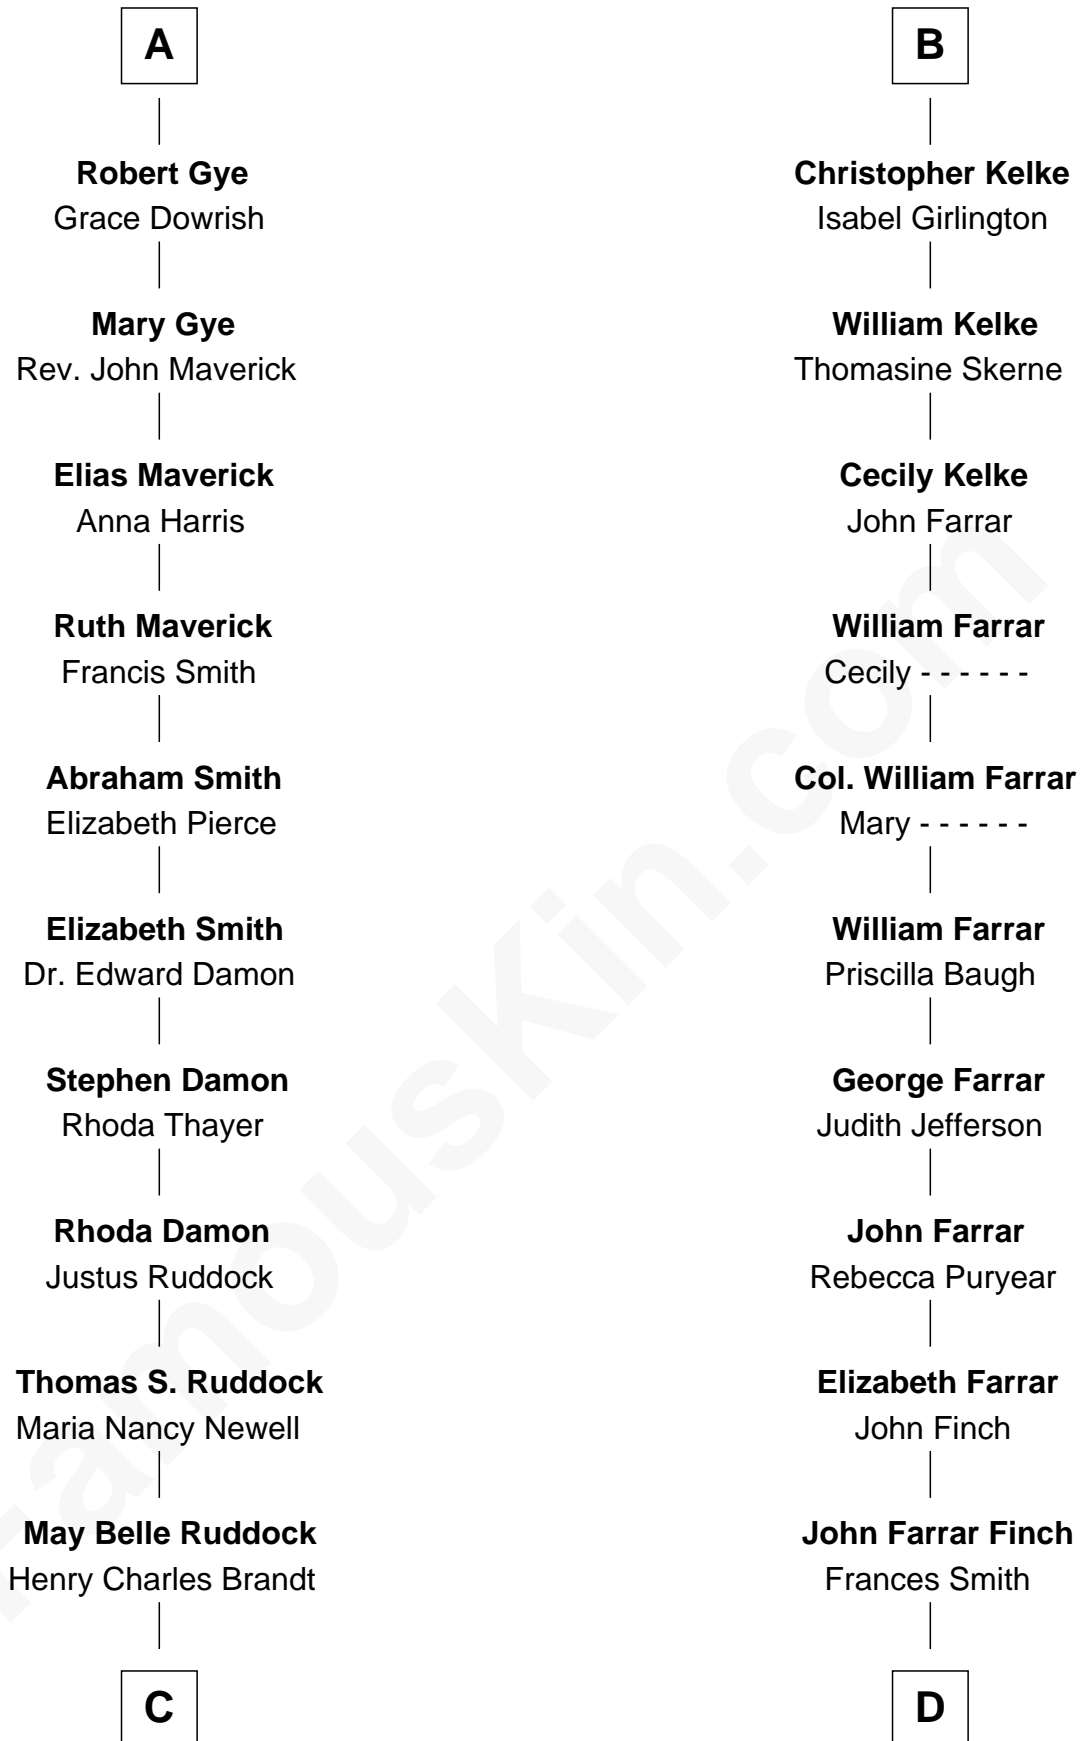 A
Robert Gye
Grace Dowrish
Mary Gye
Rev. John Maverick
Elias Maverick
Anna Harris
Ruth Maverick
Francis Smith
Abraham Smith
Elizabeth Pierce
Elizabeth Smith
Dr. Edward Damon
Stephen Damon
Rhoda Thayer
Rhoda Damon
Justus Ruddock
Thomas S. Ruddock
Maria Nancy Newell
May Belle Ruddock
Henry Charles Brandt
C
B
Christopher Kelke
Isabel Girlington
William Kelke
Thomasine Skerne
Cecily Kelke
John Farrar
William Farrar
Cecily - - - - - -
Col. William Farrar
Mary - - - - - -
William Farrar
Priscilla Baugh
George Farrar
Judith Jefferson
John Farrar
Rebecca Puryear
Elizabeth Farrar
John Finch
John Farrar Finch
Frances Smith
D
FamousKin.com